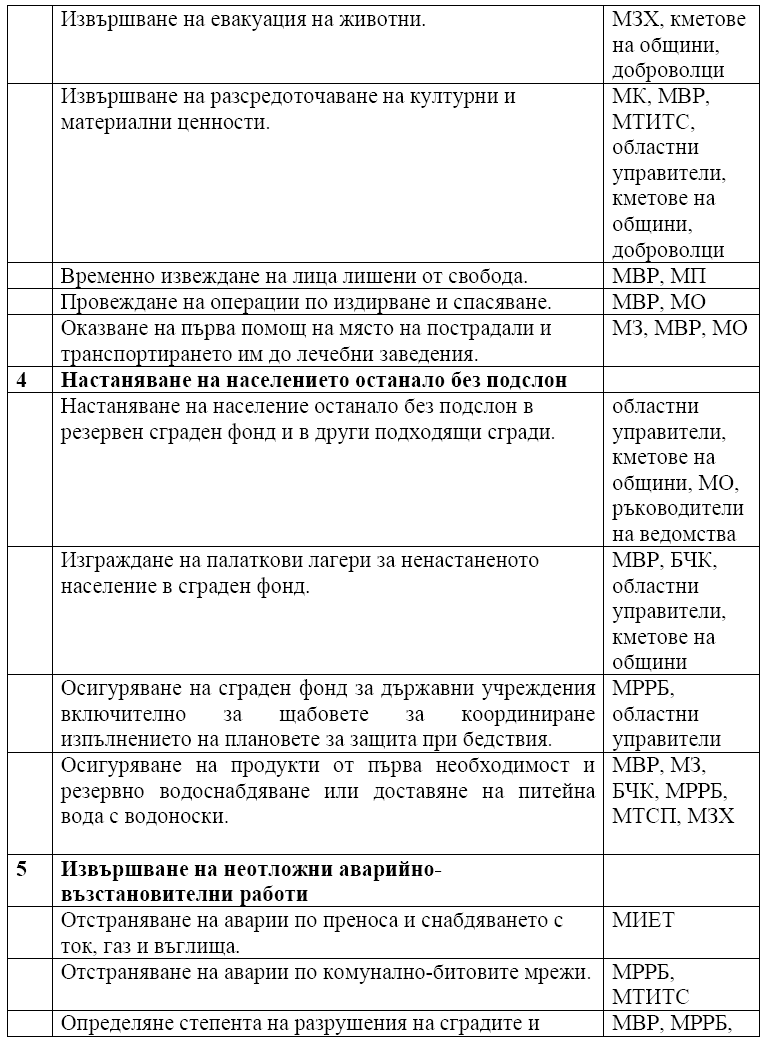 Извършване на евакуация на животни.
МЗХ, кметове
на общини,
доброволци
Извършване на разсредоточаване на културни и
материални ценности.
МК, МВР,
МТИТС,
областни
управители,
кметове на
общини,
доброволци
Временно извеждане на лица лишени от свобода.
МВР, МП
Провеждане на операции по издирване и спасяване.
МВР, МО
Оказване на първа помощ на място на пострадали и
транспортирането им до лечебни заведения.
МЗ, МВР, МО
4 Настаняване на населението останало без подслон
Настаняване на население останало без подслон в
резервен сграден фонд и в други подходящи сгради.
областни
управители,
кметове на
общини, МО,
ръководители
на ведомства
Изграждане на палаткови лагери за ненастаненото
население в сграден фонд.
МВР, БЧК,
областни
управители,
кметове на
общини
Осигуряване на сграден фонд за държавни учреждения
включително за щабовете за координиране
изпълнението на плановете за защита при бедствия.
МРРБ,
областни
управители
Осигуряване на продукти от първа необходимост и
резервно водоснабдяване или доставяне на питейна
вода с водоноски.
МВР, МЗ,
БЧК, МРРБ,
МТСП, МЗХ
5 Извършване на неотложни аварийно-
възстановителни работи
Отстраняване на аварии по преноса и снабдяването с
ток, газ и въглища.
МИЕТ
Отстраняване на аварии по комунално-битовите мрежи.
МРРБ,
МТИТС
Определяне степента на разрушения на сградите и
МВР, МРРБ,